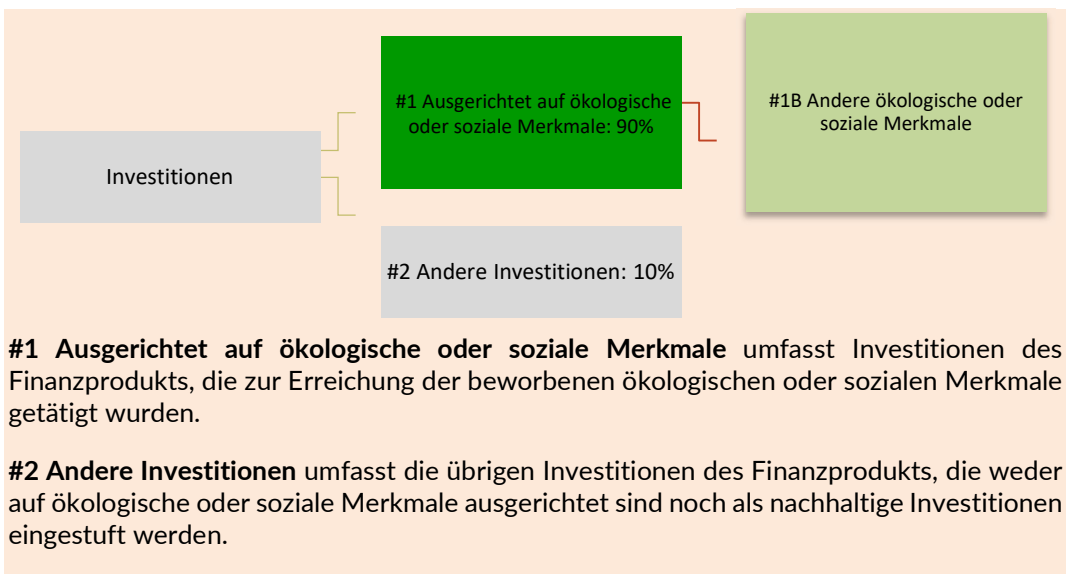 #1 Ausgerichtet auf ökologische
oder soziale Merkmale: 90%
#1B Andere ökologische oder
soziale Merkmale
Investitionen
#2 Andere Investitionen: 10%
#1 Ausgerichtet auf ökologische oder soziale Merkmale umfasst Investitionen des
Finanzprodukts, die zur Erreichung der beworbenen ökologischen oder sozialen Merkmale
getätigt wurden.
#2 Andere Investitionen umfasst die übrigen Investitionen des Finanzprodukts, die weder
auf ökologische oder soziale Merkmale ausgerichtet sind noch als nachhaltige Investitionen
eingestuft werden.